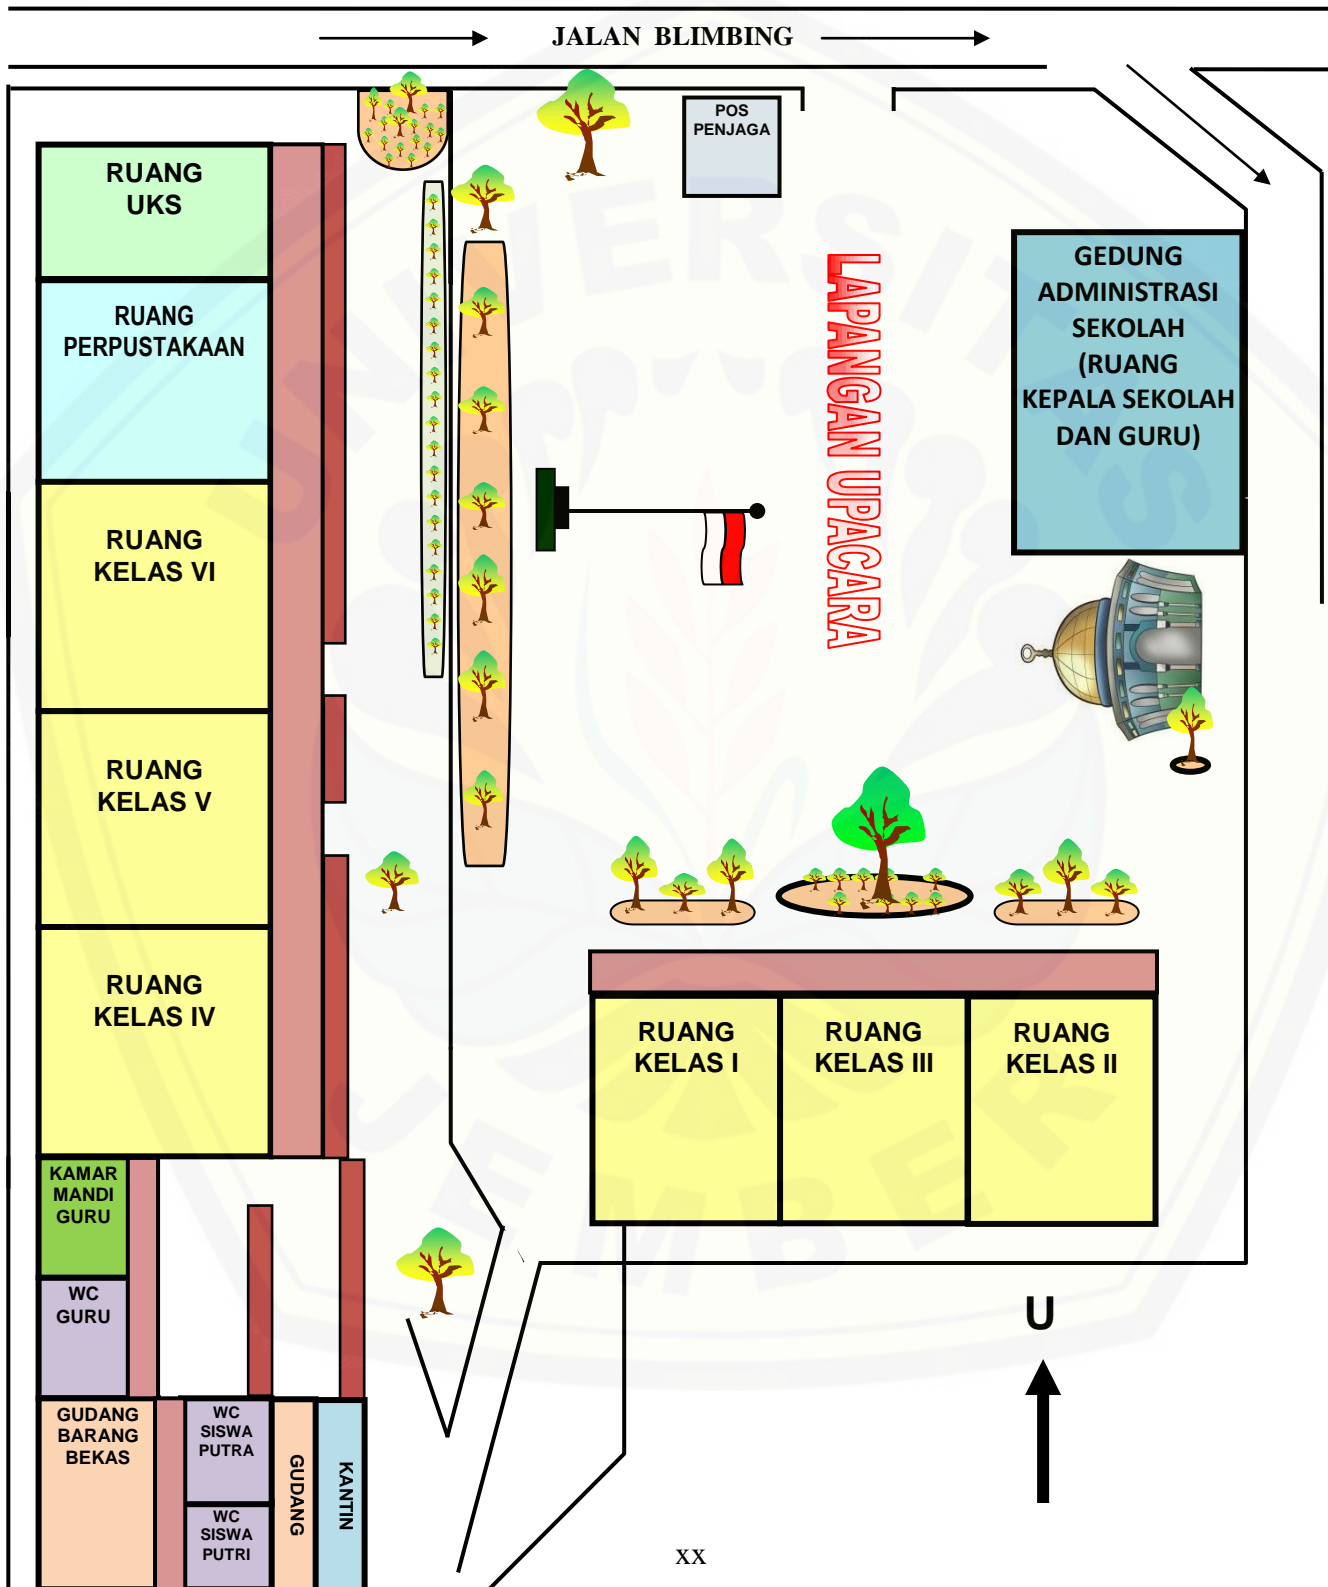 JALAN BLIMBING
POS
PENJAGA
RUANG
UKS
RUANG
PERPUSTAKAAN
RUANG
KELAS VI
RUANG
KELAS V
RUANG
KELAS IV
LAPANGAN UPACARA
GEDUNG
ADMINISTRASI
SEKOLAH
(RUANG
KEPALA SEKOLAH
DAN GURU)
RUANG
KELAS I
RUANG
KELAS III
RUANG
KELAS II
KAMAR
MANDI
GURU
WC
GURU
GUDANG
BARANG
BEKAS
WC
SISWA
PUTRA
WC
SISWA
PUTRI
GUDANG
KANTIN
U
xx
UNIVERSITAS
JEMBER